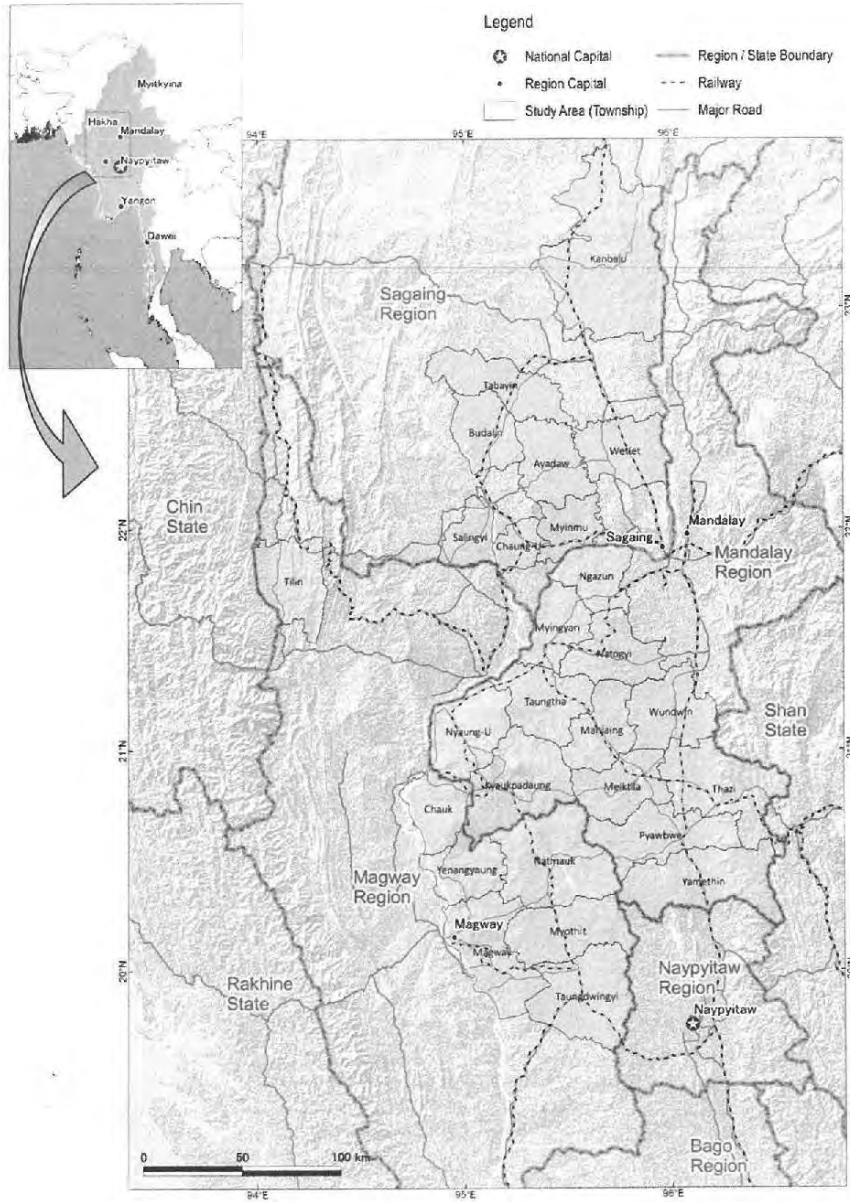 Legend
National Capital
Region Capital
Study Area (Township)
Region / State Boundary
Railway
Major Road
Myitkyina
Hakha
Mandalay
Naypyitaw
Yangon
Dawei
94°E
95°E
96°E
Kanbalu
Sagaing
Region
Tabayin
Budalin
Ayadaw
Wetlet
Chin
State
22°N
Salingyi
Chaung-U
Myinmu
Sagaing
Mandalay
Mandalay
Region
Tilin
Ngazun
Myingyan
Natogyi
Taungtha
Mahlaing
Wundwin
Shan
State
21°N
Nyaung-U
Kyaukpadaung
Meiktila
Thazi
Chauk
Pyawbwe
Magway
Region
Yenangyaung
Natmauk
Yamethin
Magway
Myothit
Magway
20°N
Rakhine
State
Taungdwingyi
Naypyitaw
Region
Naypyitaw
Bago
Region
0 50 100 km
94°E
95°E
96°E